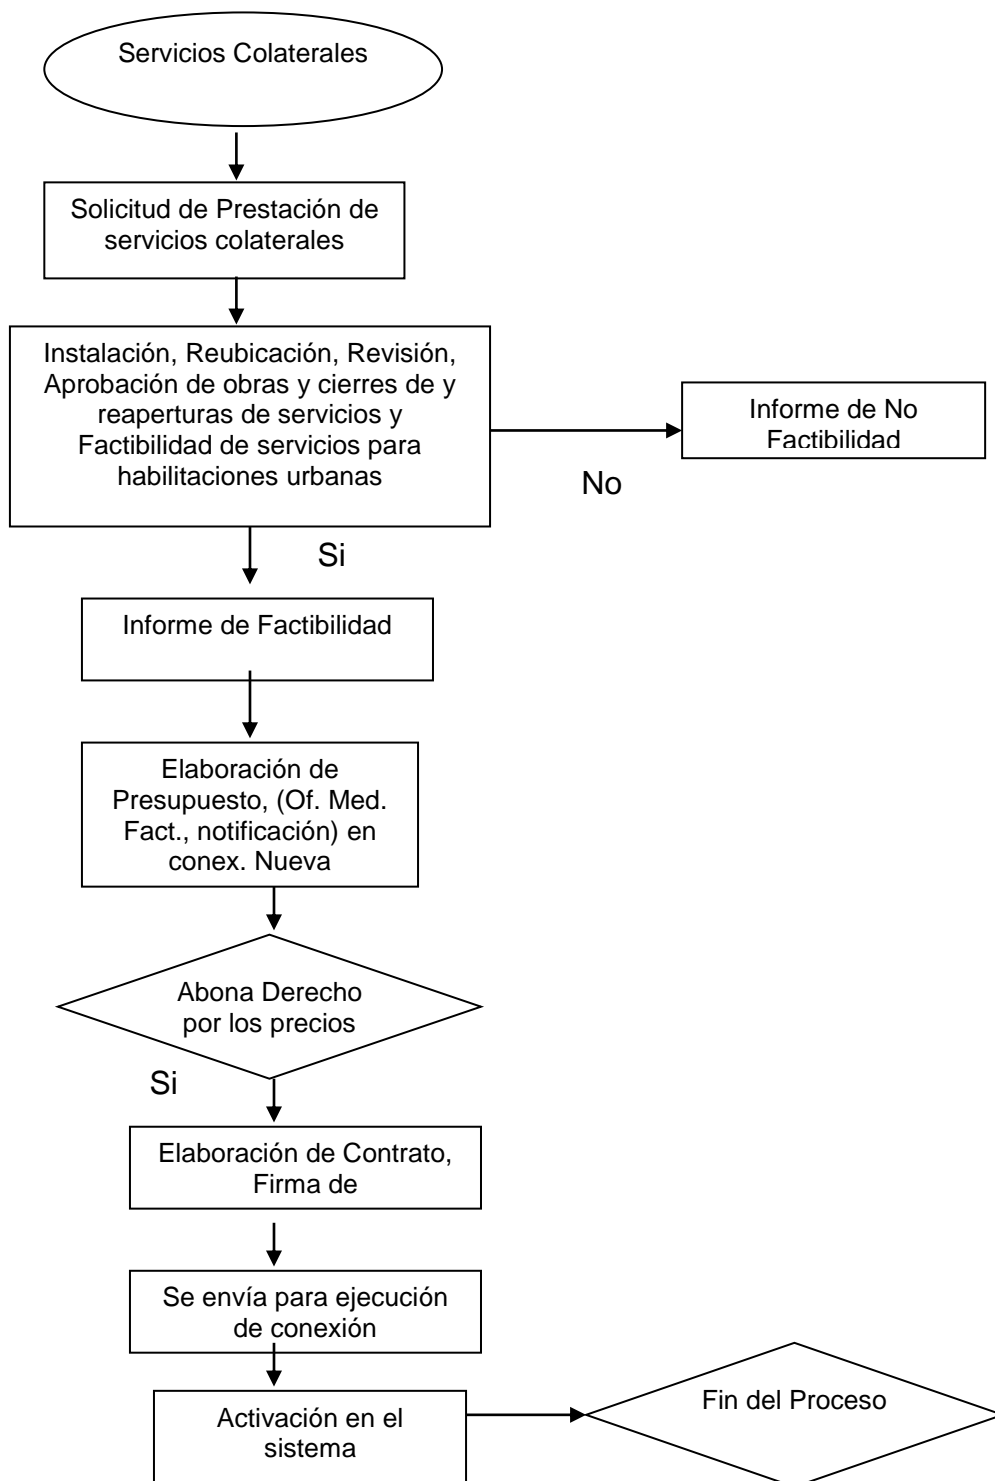 Servicios Colaterales
Solicitud de Prestación de
servicios colaterales
Instalación, Reubicación, Revisión,
Aprobación de obras y cierres de y
reaperturas de servicios y
Factibilidad de servicios para
habilitaciones urbanas
Informe de No
Factibilidad
No
Si
Informe de Factibilidad
Elaboración de
Presupuesto, (Of. Med.
Fact., notificación) en
conex. Nueva
Abona Derecho
por los precios
Si
Elaboración de Contrato,
Firma de
Se envía para ejecución
de conexión
Activación en el
sistema
Fin del Proceso